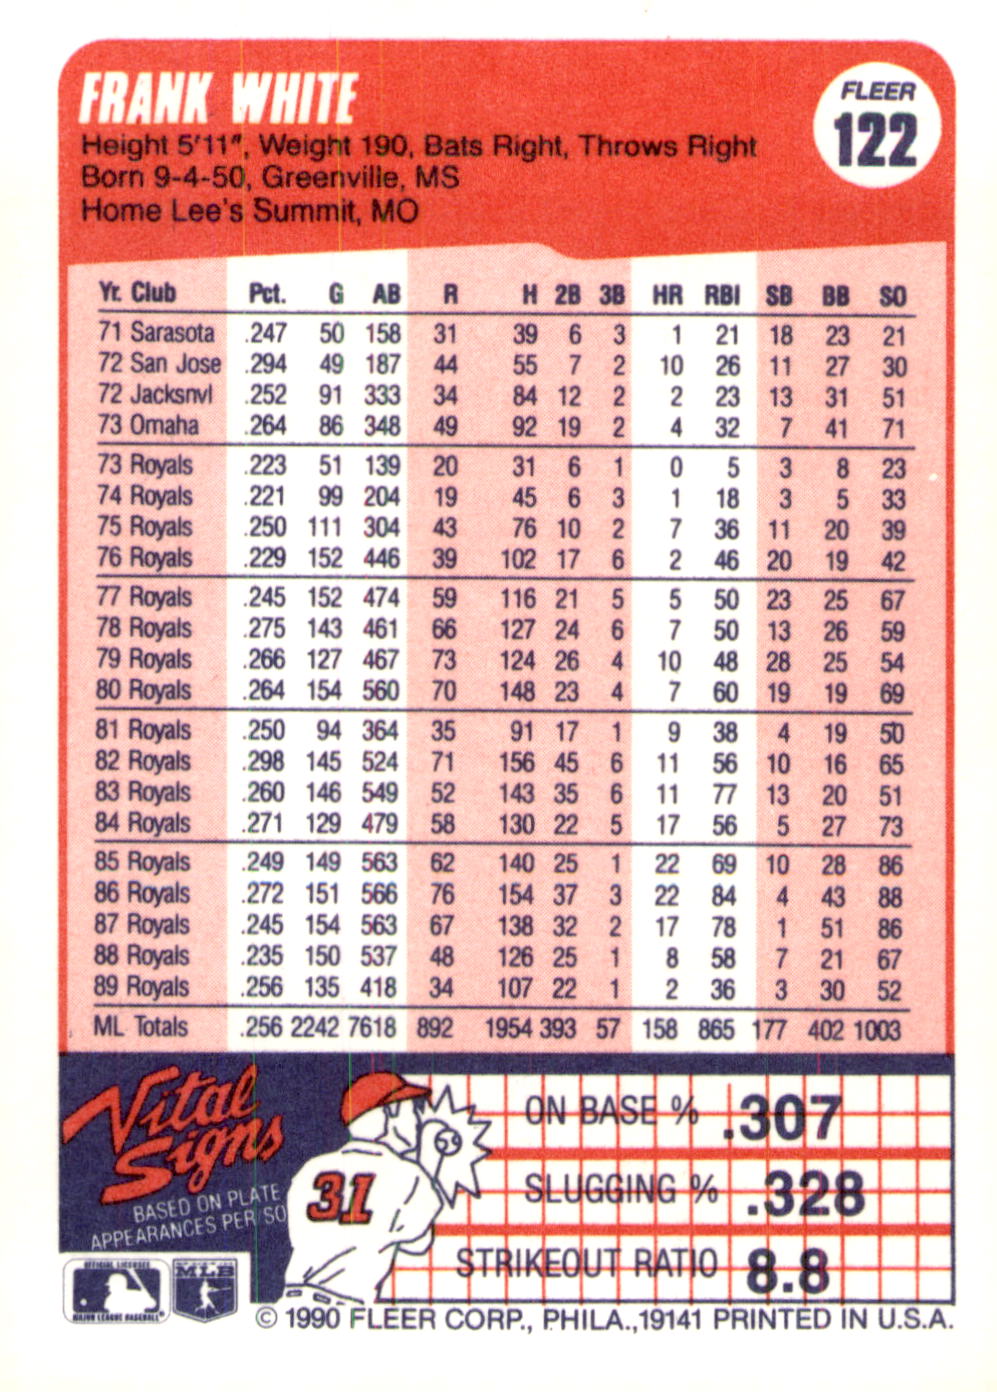 FRANK WHITE
FLEER
122
Height 5'11", Weight 190, Bats Right, Throws Right
Born 9-4-50, Greenville, MS
Home Lee's Summit, MO
Yr. Club Pct. G AB R H 2B 3B HR RBI SB BB SO
71 Sarasota .247 50 158 31 39 6 3 1 21 18 23 21
72 San Jose .294 49 187 44 55 7 2 10 26 11 27 30
72 Jacksnvl .252 91 333 34 84 12 2 2 23 13 31 51
73 Omaha .264 86 348 49 92 19 2 4 32 7 41 71
73 Royals .223 51 139 20 31 6 1 0 5 3 8 23
74 Royals .221 99 204 19 45 6 3 1 18 3 5 33
75 Royals .250 111 304 43 76 10 2 7 36 11 20 39
76 Royals .229 152 446 39 102 17 6 2 46 20 19 42
77 Royals .245 152 474 59 116 21 5 5 50 23 25 67
78 Royals .275 143 461 66 127 24 6 7 50 13 26 59
79 Royals .266 127 467 73 124 26 4 10 48 28 25 54
80 Royals .264 154 560 70 148 23 4 7 60 19 19 69
81 Royals .250 94 364 35 91 17 1 9 38 4 19 50
82 Royals .298 145 524 71 156 45 6 11 56 10 16 65
83 Royals .260 146 549 52 143 35 6 11 77 13 20 51
84 Royals .271 129 479 58 130 22 5 17 56 5 27 73
85 Royals .249 149 563 62 140 25 1 22 69 10 28 86
86 Royals .272 151 566 76 154 37 3 22 84 4 43 88
87 Royals .245 154 563 67 138 32 2 17 78 1 51 86
88 Royals .235 150 537 48 126 25 1 8 58 7 21 67
89 Royals .256 135 418 34 107 22 1 2 36 3 30 52
ML Totals .256 2242 7618 892 1954 393 57 158 865 177 402 1003
Vital
Signs
BASED ON PLATE
APPEARANCES PER SO
31
ON BASE % .307
SLUGGING % .328
STRIKEOUT RATIO 8.8
OFFICIAL LICENSEE
MAJOR LEAGUE BASEBALL®
MLB
© 1990 FLEER CORP., PHILA.,19141 PRINTED IN U.S.A.